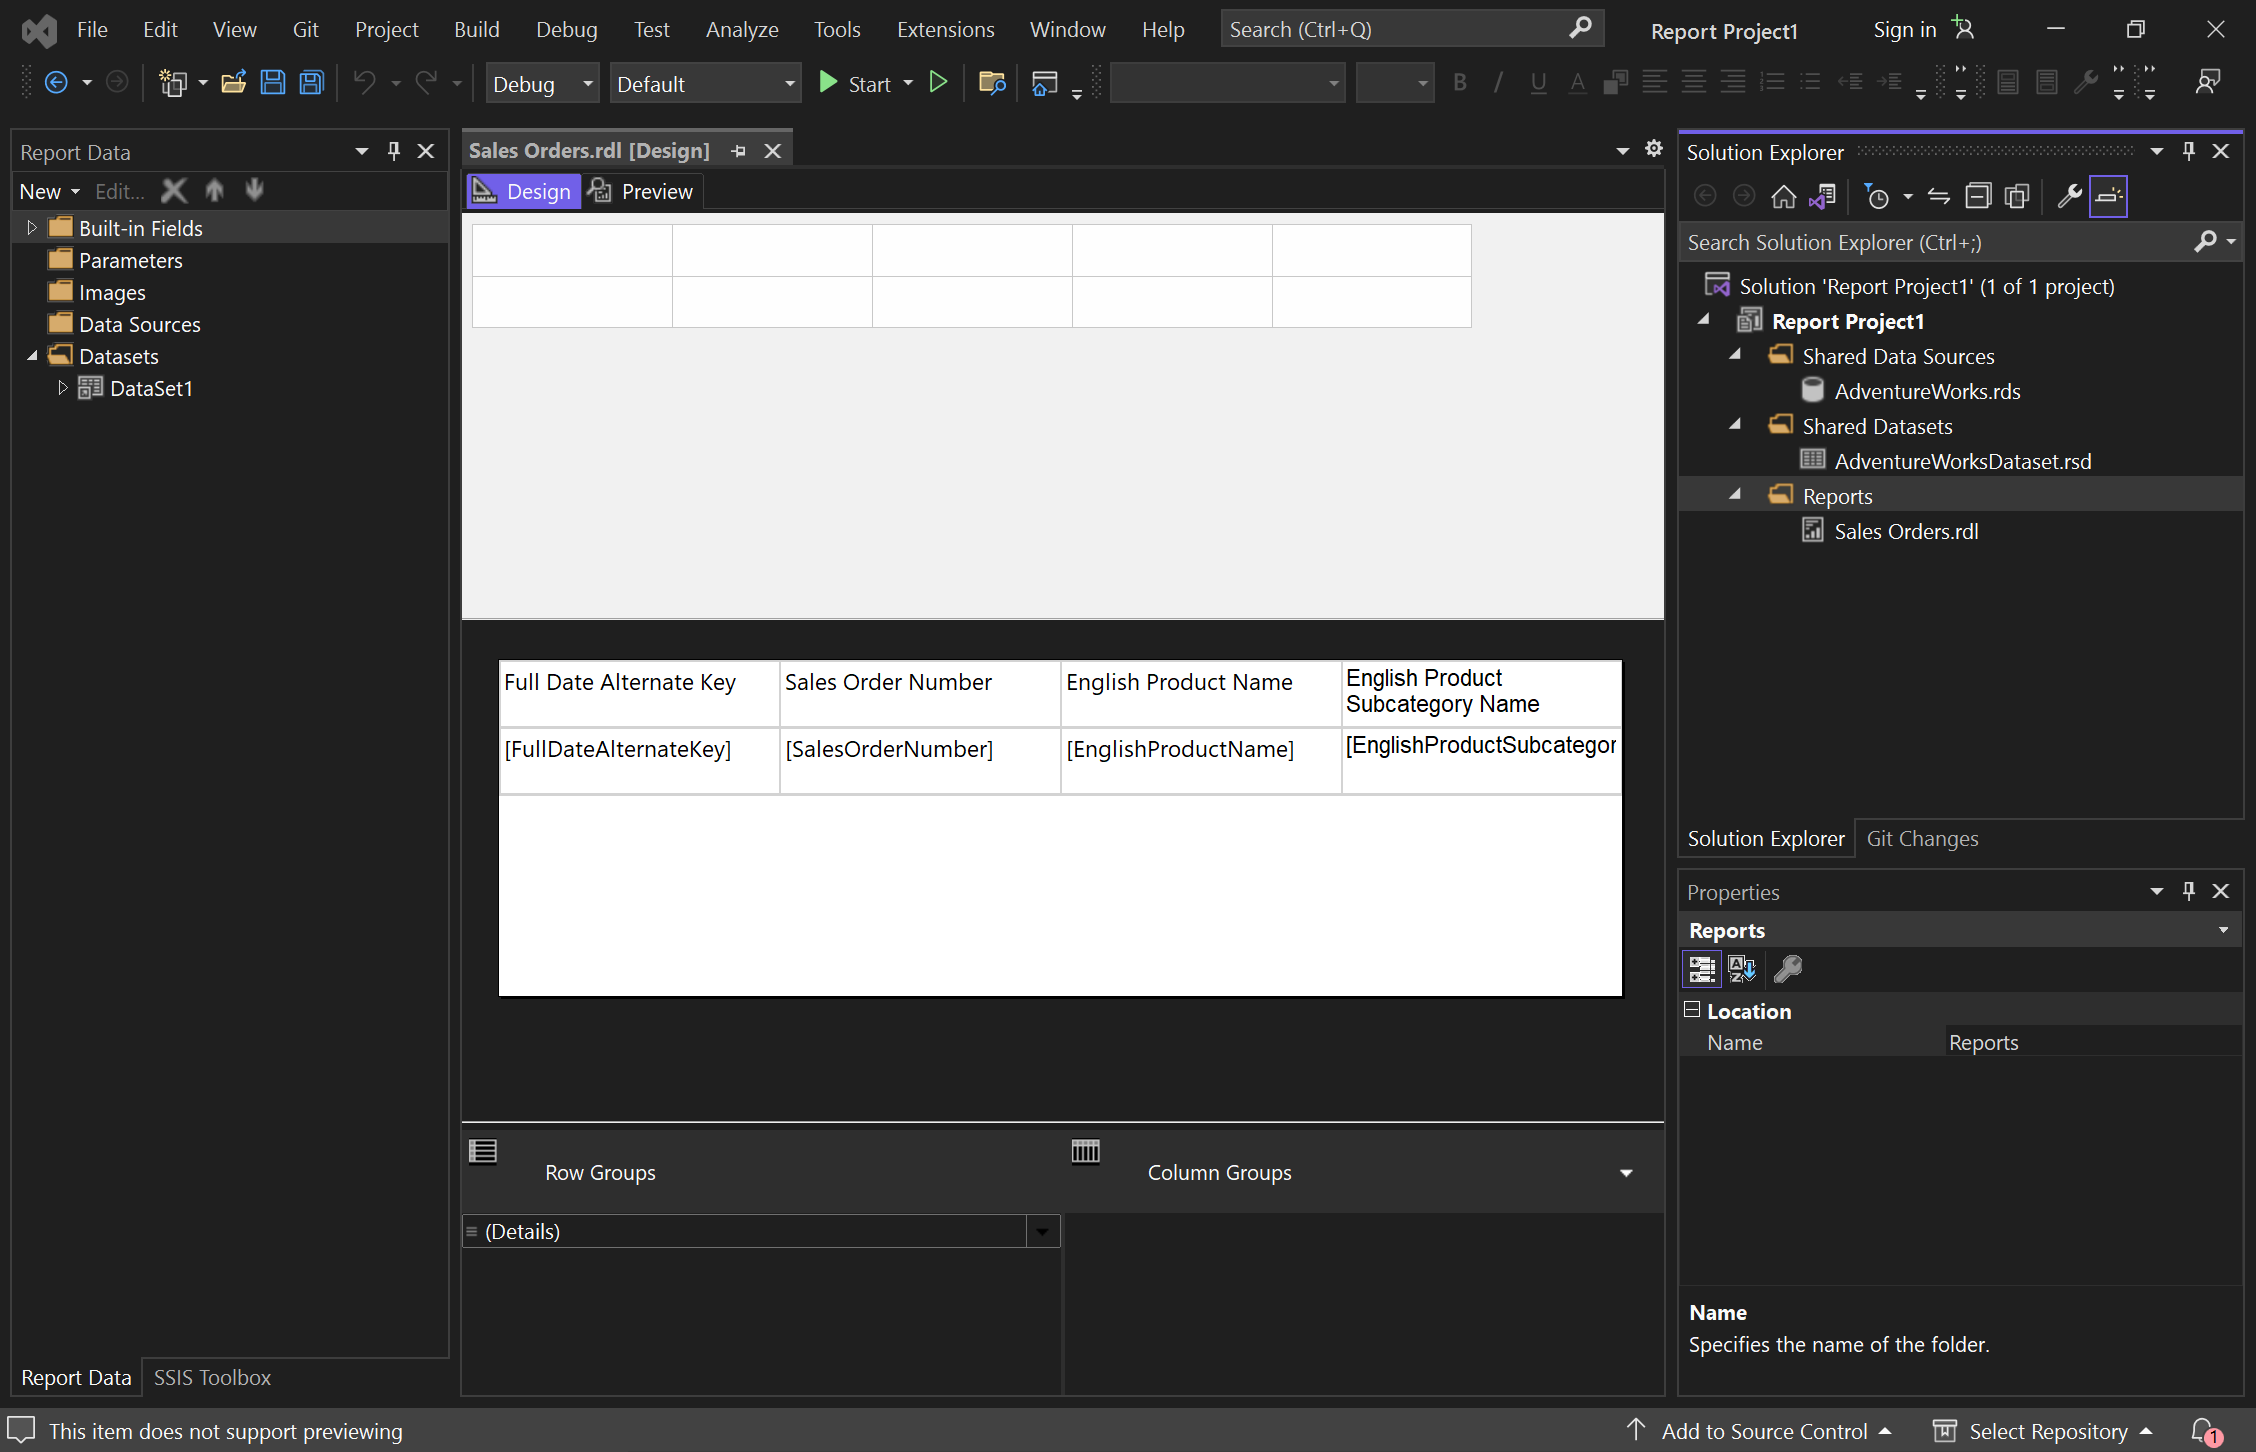 File Edit View Git Project Build Debug Test Analyze Tools Extensions Window Help Search (Ctrl+Q) Report Project1 Sign in
Debug Default Start
Report Data
New Edit...
Built-in Fields
Parameters
Images
Data Sources
Datasets
DataSet1
Report Data SSIS Toolbox
Sales Orders.rdl [Design]
Design Preview
Full Date Alternate Key Sales Order Number English Product Name English Product
Subcategory Name
[FullDateAlternateKey] [SalesOrderNumber] [EnglishProductName] [EnglishProductSubcategor
Row Groups Column Groups
(Details)
Solution Explorer
Search Solution Explorer (Ctrl+;)
Solution 'Report Project1' (1 of 1 project)
Report Project1
Shared Data Sources
AdventureWorks.rds
Shared Datasets
AdventureWorksDataset.rsd
Reports
Sales Orders.rdl
Solution Explorer Git Changes
Properties
Reports
Location
Name Reports
Name
Specifies the name of the folder.
This item does not support previewing Add to Source Control Select Repository 1